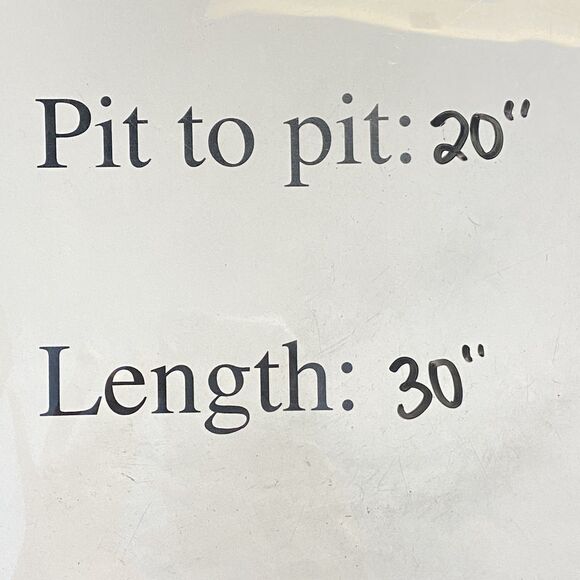 Pit to pit: 20"
Length: 30"